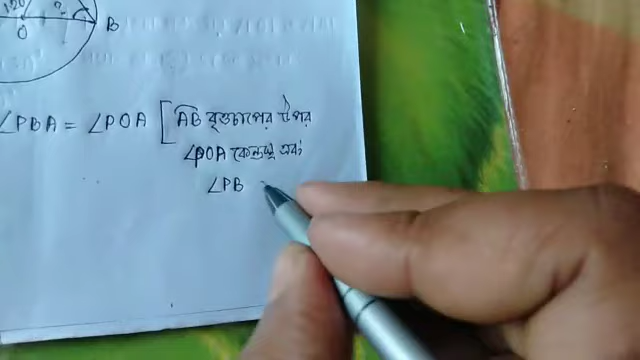 120°
O
B
∠PBA = ∠POA [AB বৃত্তচাপের উপর
∠POA কেন্দ্রস্থ এবং
∠PB